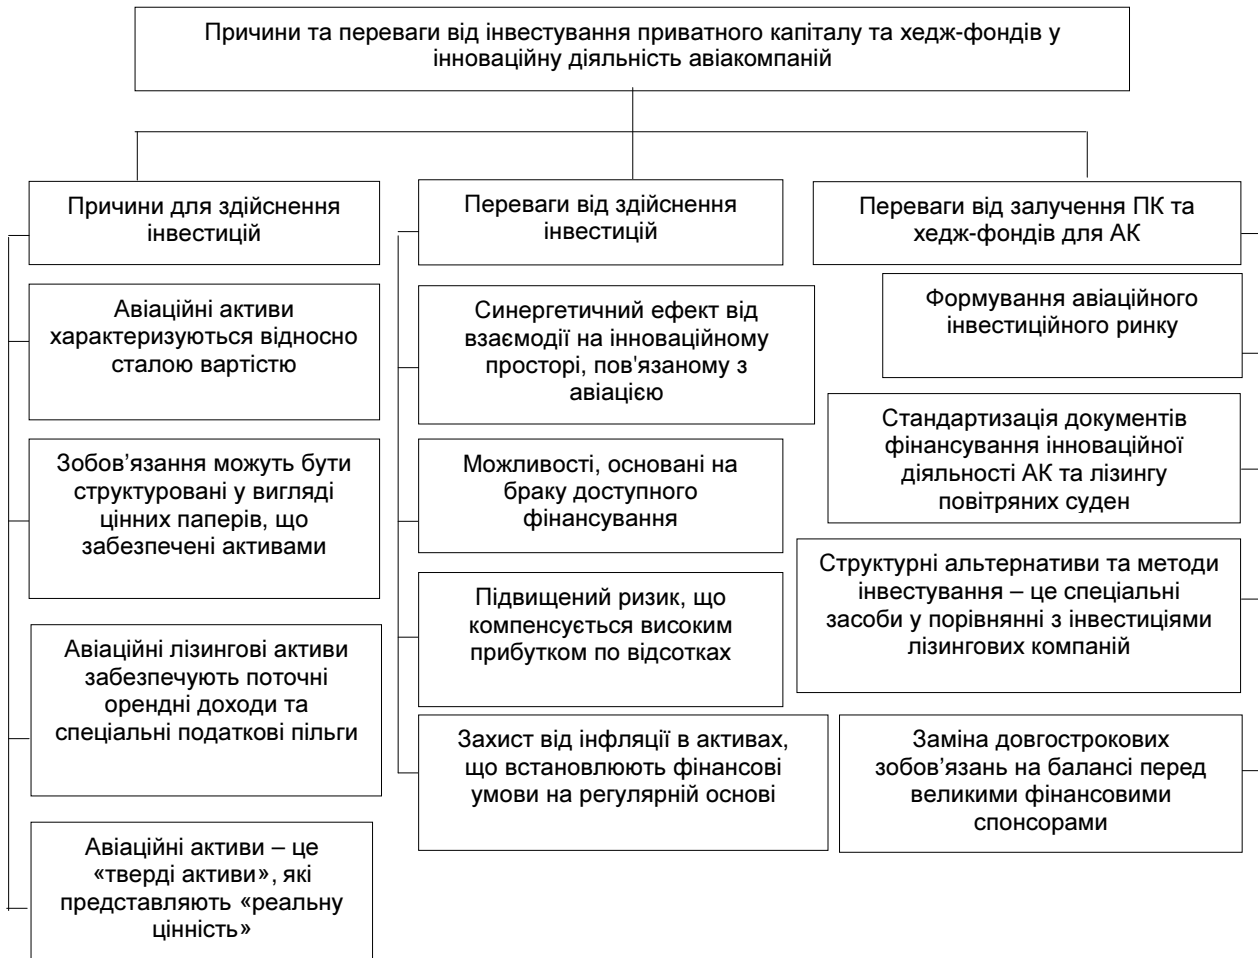 Причини та переваги від інвестування приватного капіталу та хедж-фондів у
інноваційну діяльність авіакомпаній
Причини для здійснення
інвестицій
Авіаційні активи
характеризуються відносно
сталою вартістю
Зобов’язання можуть бути
структуровані у вигляді
цінних паперів, що
забезпечені активами
Авіаційні лізингові активи
забезпечують поточні
орендні доходи та
спеціальні податкові пільги
Авіаційні активи – це
«тверді активи», які
представляють «реальну
цінність»
Переваги від здійснення
інвестицій
Синергетичний ефект від
взаємодії на інноваційному
просторі, пов'язаному з
авіацією
Можливості, основані на
браку доступного
фінансування
Підвищений ризик, що
компенсується високим
прибутком по відсотках
Захист від інфляції в активах,
що встановлюють фінансові
умови на регулярній основі
Переваги від залучення ПК та
хедж-фондів для АК
Формування авіаційного
інвестиційного ринку
Стандартизація документів
фінансування інноваційної
діяльності АК та лізингу
повітряних суден
Структурні альтернативи та методи
інвестування – це спеціальні
засоби у порівнянні з інвестиціями
лізингових компаній
Заміна довгострокових
зобов’язань на балансі перед
великими фінансовими
спонсорами